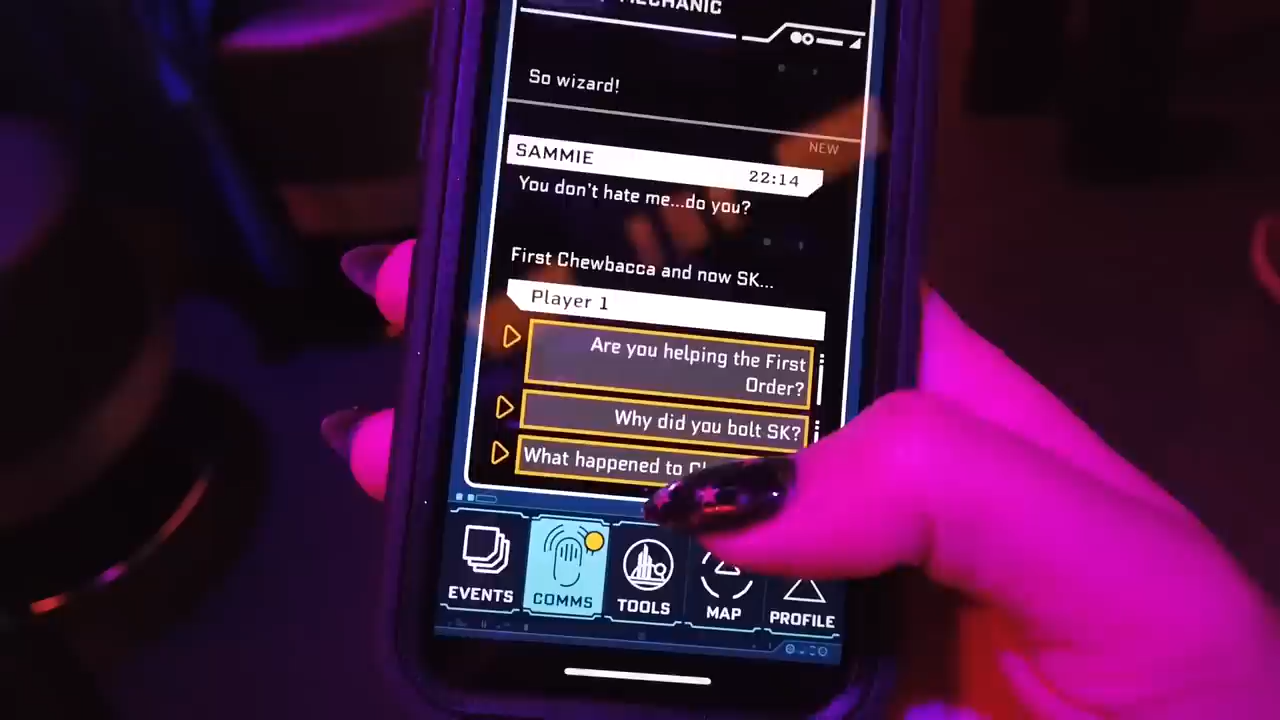 MECHANIC
So wizard!
NEW
SAMMIE
22:14
You don't hate me...do you?
First Chewbacca and now SK...
Player 1
Are you helping the First
Order?
Why did you bolt SK?
What happened to
EVENTS
COMMS
TOOLS
MAP
PROFILE